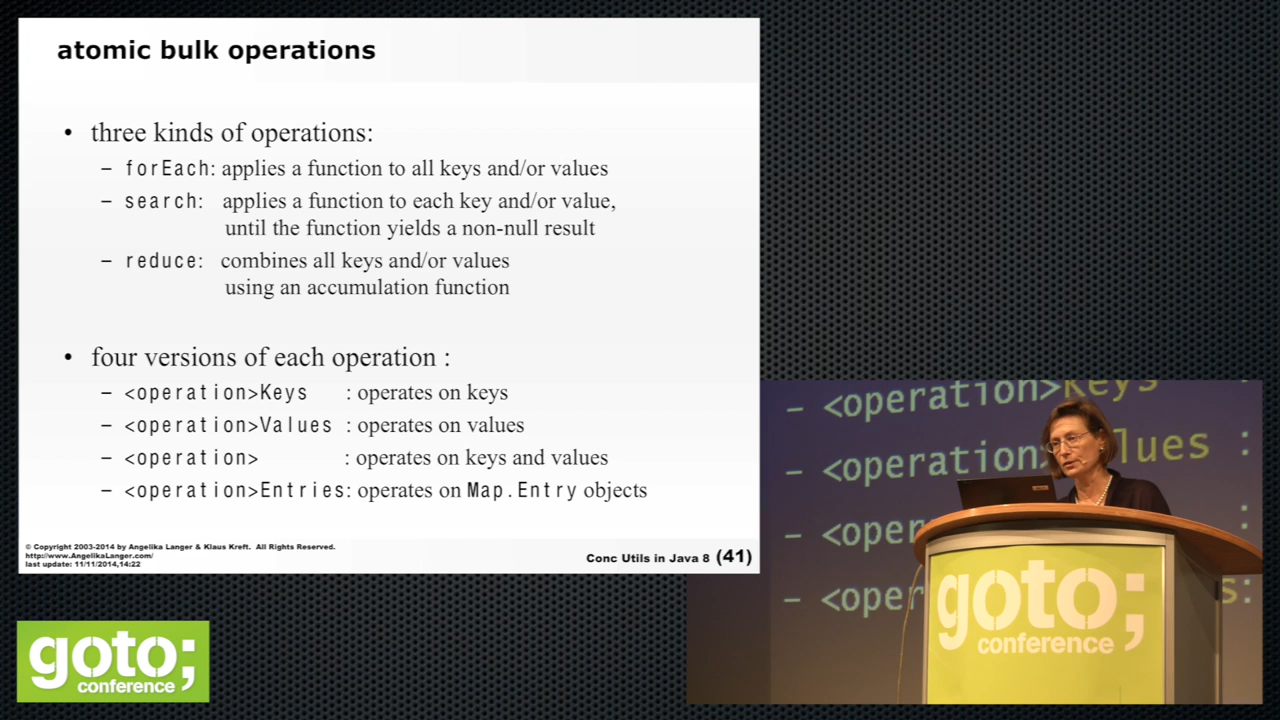 atomic bulk operations
• three kinds of operations:
– forEach: applies a function to all keys and/or values
– search: applies a function to each key and/or value,
until the function yields a non-null result
– reduce: combines all keys and/or values
using an accumulation function
• four versions of each operation :
– <operation>Keys : operates on keys
– <operation>Values : operates on values
– <operation> : operates on keys and values
– <operation>Entries: operates on Map.Entry objects
© Copyright 2003-2014 by Angelika Langer & Klaus Kreft. All Rights Reserved.
http://www.AngelikaLanger.com/
last update: 11/11/2014,14:22
Conc Utils in Java 8 (41)
– <operation>Keys :
– <operation>Values :
– <oper :
– <oper s:
goto;
conference
goto;
conference